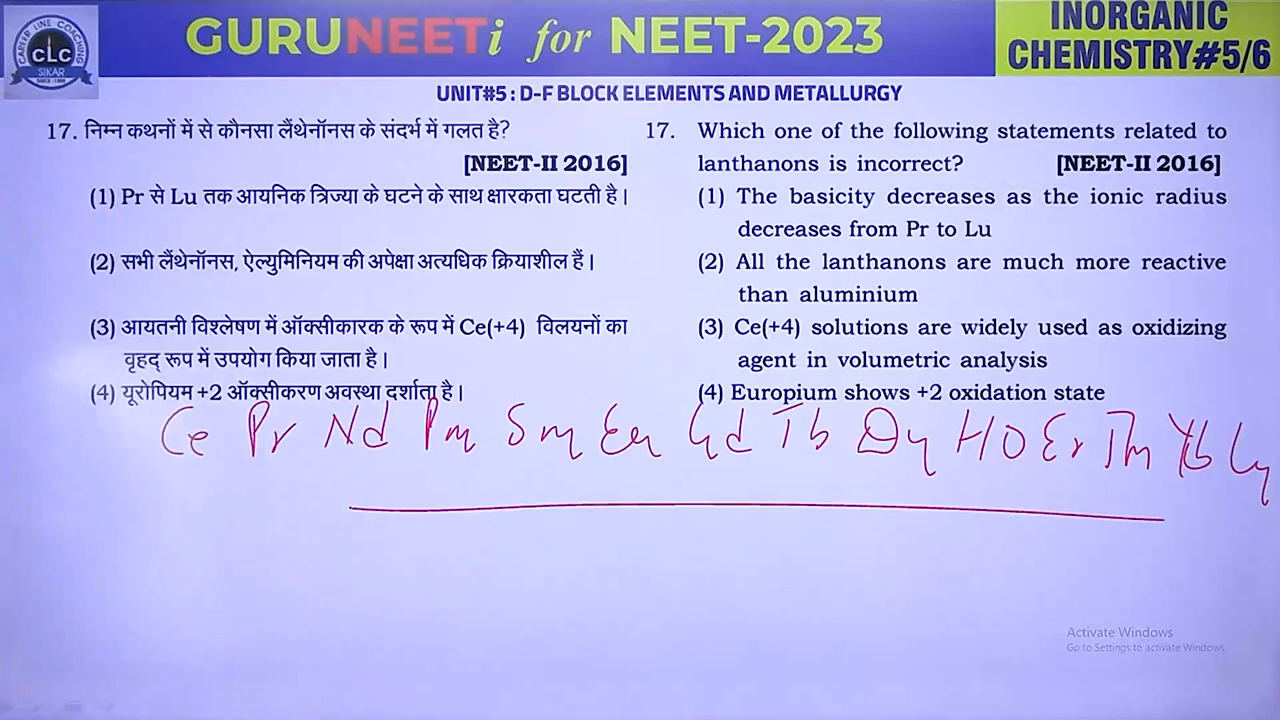 GURUNEETi for NEET-2023
INORGANIC
CHEMISTRY#5/6
CAREER LINE COACHING
CLC
SIKAR
UNIT#5 : D-F BLOCK ELEMENTS AND METALLURGY
17. निम्न कथनों में से कौनसा लैंथेनॉनस के संदर्भ में गलत है?
[NEET-II 2016]
(1) Pr से Lu तक आयनिक त्रिज्या के घटने के साथ क्षारकता घटती है।
(2) सभी लैंथेनॉनस, ऐल्युमिनियम की अपेक्षा अत्यधिक क्रियाशील हैं।
(3) आयतनी विश्लेषण में ऑक्सीकारक के रूप में Ce(+4) विलयनों का
वृहद् रूप में उपयोग किया जाता है।
(4) यूरोपियम +2 ऑक्सीकरण अवस्था दर्शाता है।
17. Which one of the following statements related to
lanthanons is incorrect? [NEET-II 2016]
(1) The basicity decreases as the ionic radius
decreases from Pr to Lu
(2) All the lanthanons are much more reactive
than aluminium
(3) Ce(+4) solutions are widely used as oxidizing
agent in volumetric analysis
(4) Europium shows +2 oxidation state
Ce Pr Nd Pm Sm Eu Gd Tb Dy HO Er Tm Yb Lu
Activate Windows
Go to Settings to activate Windows.